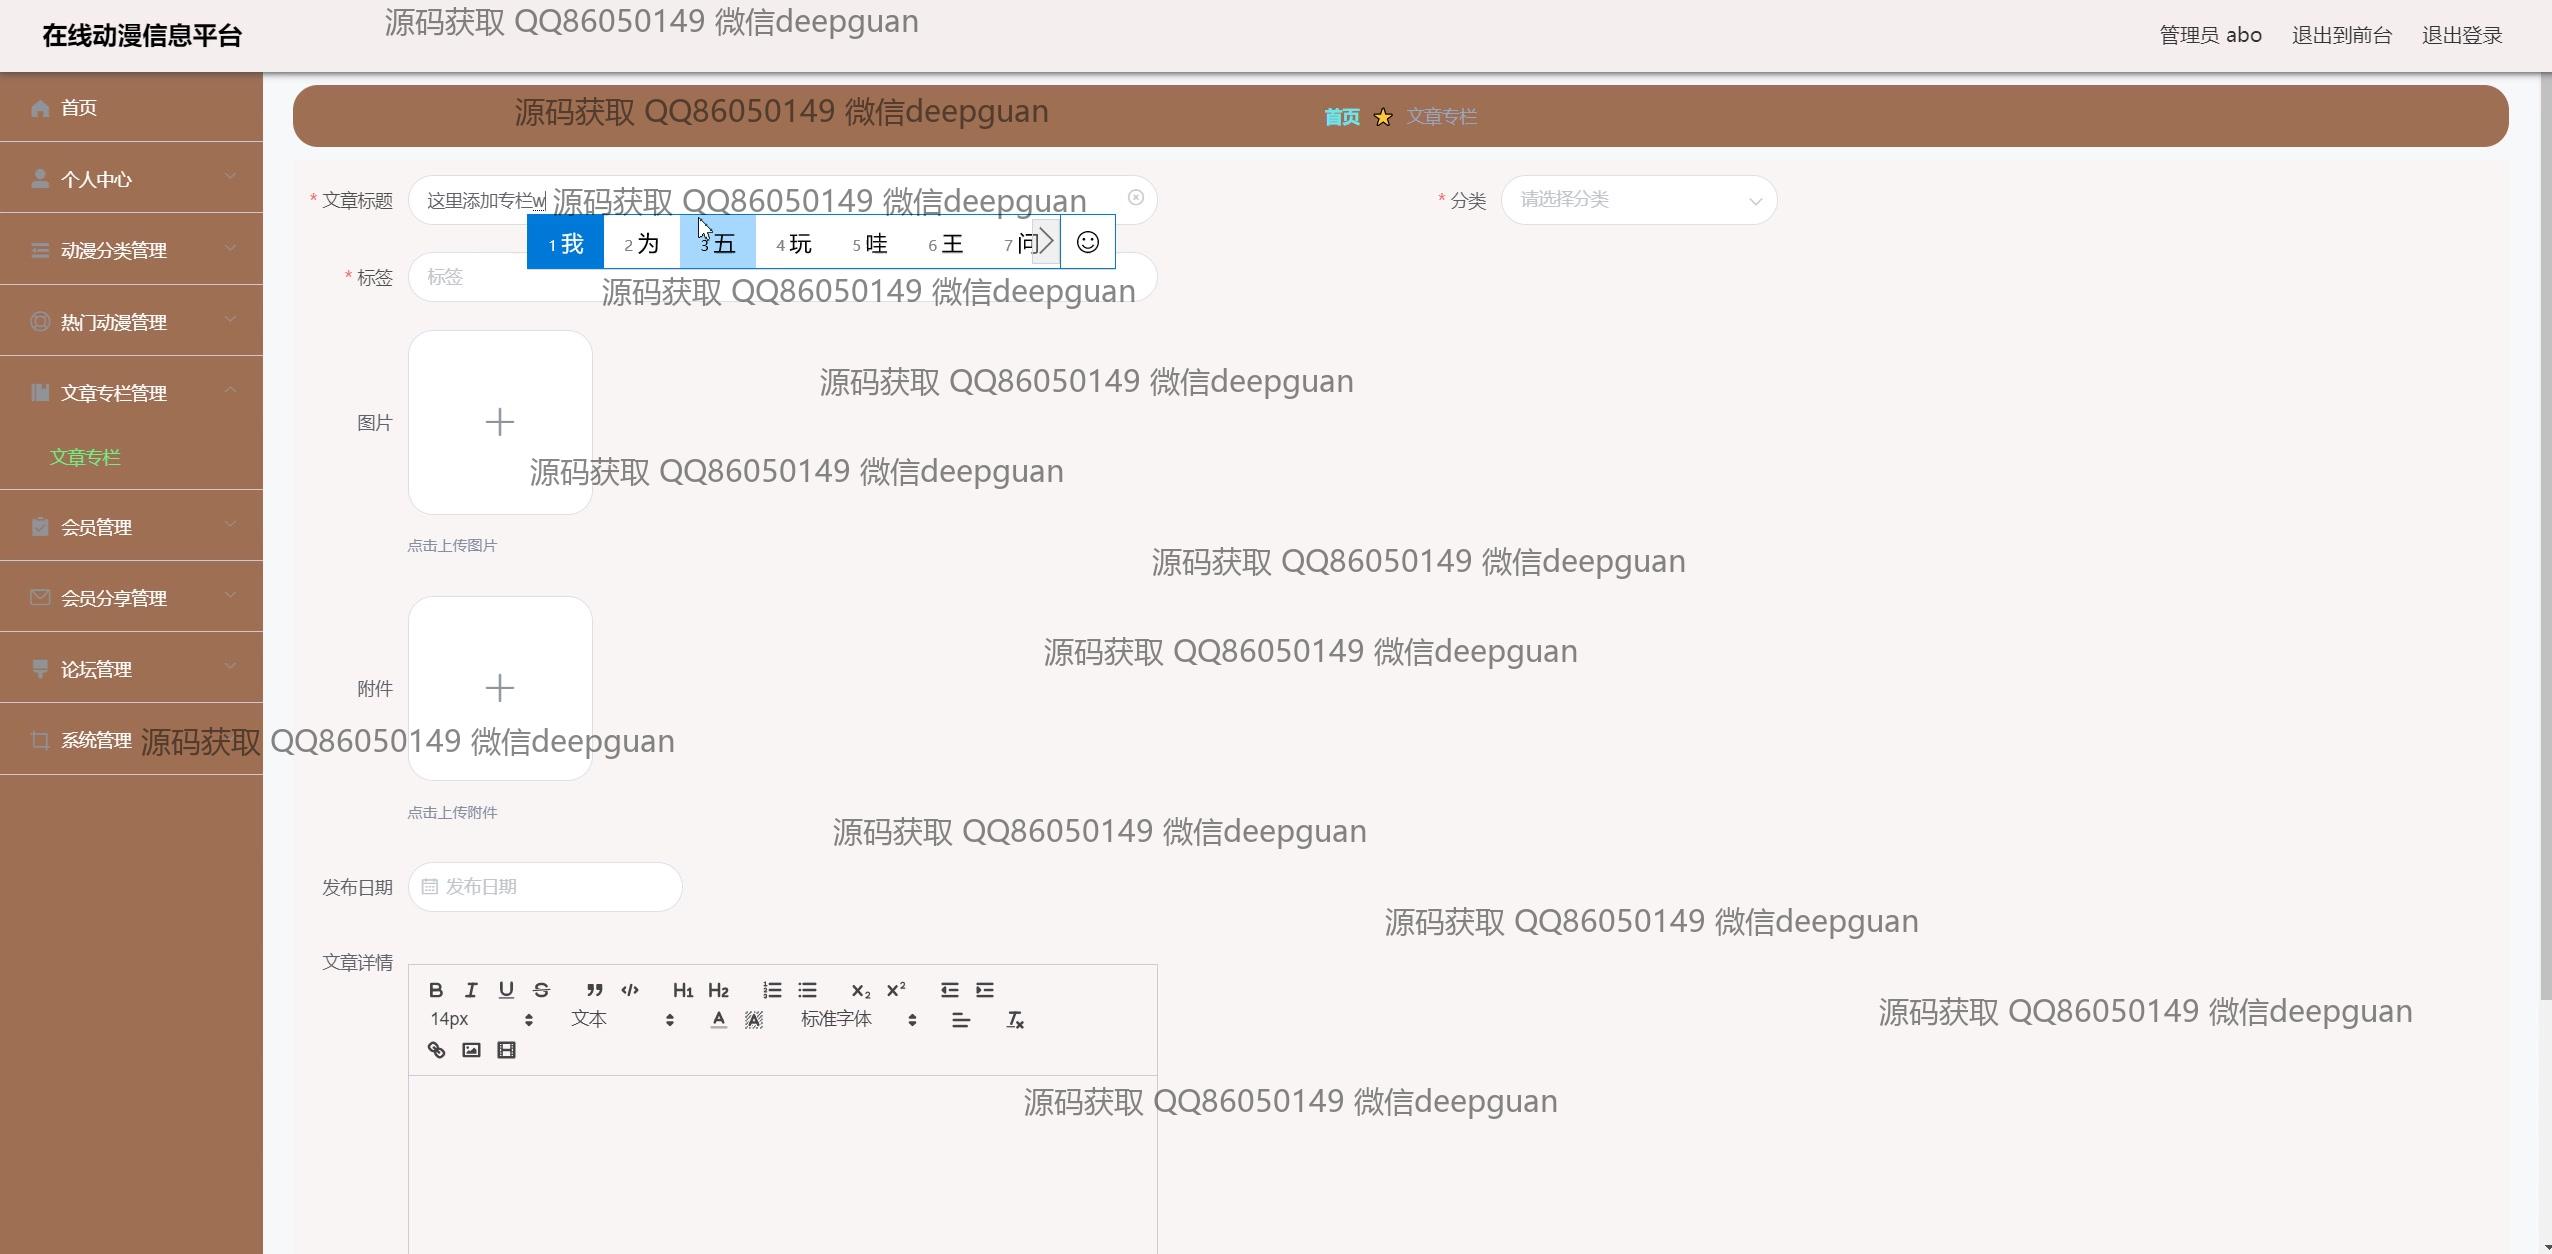 在线动漫信息平台
源码获取 QQ86050149 微信deepguan
管理员 abo 退出到前台 退出登录
首页
源码获取 QQ86050149 微信deepguan
首页 文章专栏
个人中心
* 文章标题 这里添加专栏w
源码获取 QQ86050149 微信deepguan
* 分类 请选择分类
1 我 2 为 3 五 4 玩 5 哇 6 王 7 问
动漫分类管理
* 标签 标签
源码获取 QQ86050149 微信deepguan
热门动漫管理
源码获取 QQ86050149 微信deepguan
文章专栏管理
图片
文章专栏
源码获取 QQ86050149 微信deepguan
会员管理
点击上传图片
源码获取 QQ86050149 微信deepguan
会员分享管理
源码获取 QQ86050149 微信deepguan
论坛管理
附件
系统管理
源码获取 QQ86050149 微信deepguan
点击上传附件
源码获取 QQ86050149 微信deepguan
发布日期 发布日期
源码获取 QQ86050149 微信deepguan
文章详情
B I U S H1 H2 X2 X2
14px 文本 A A 标准字体 Tx
源码获取 QQ86050149 微信deepguan
源码获取 QQ86050149 微信deepguan